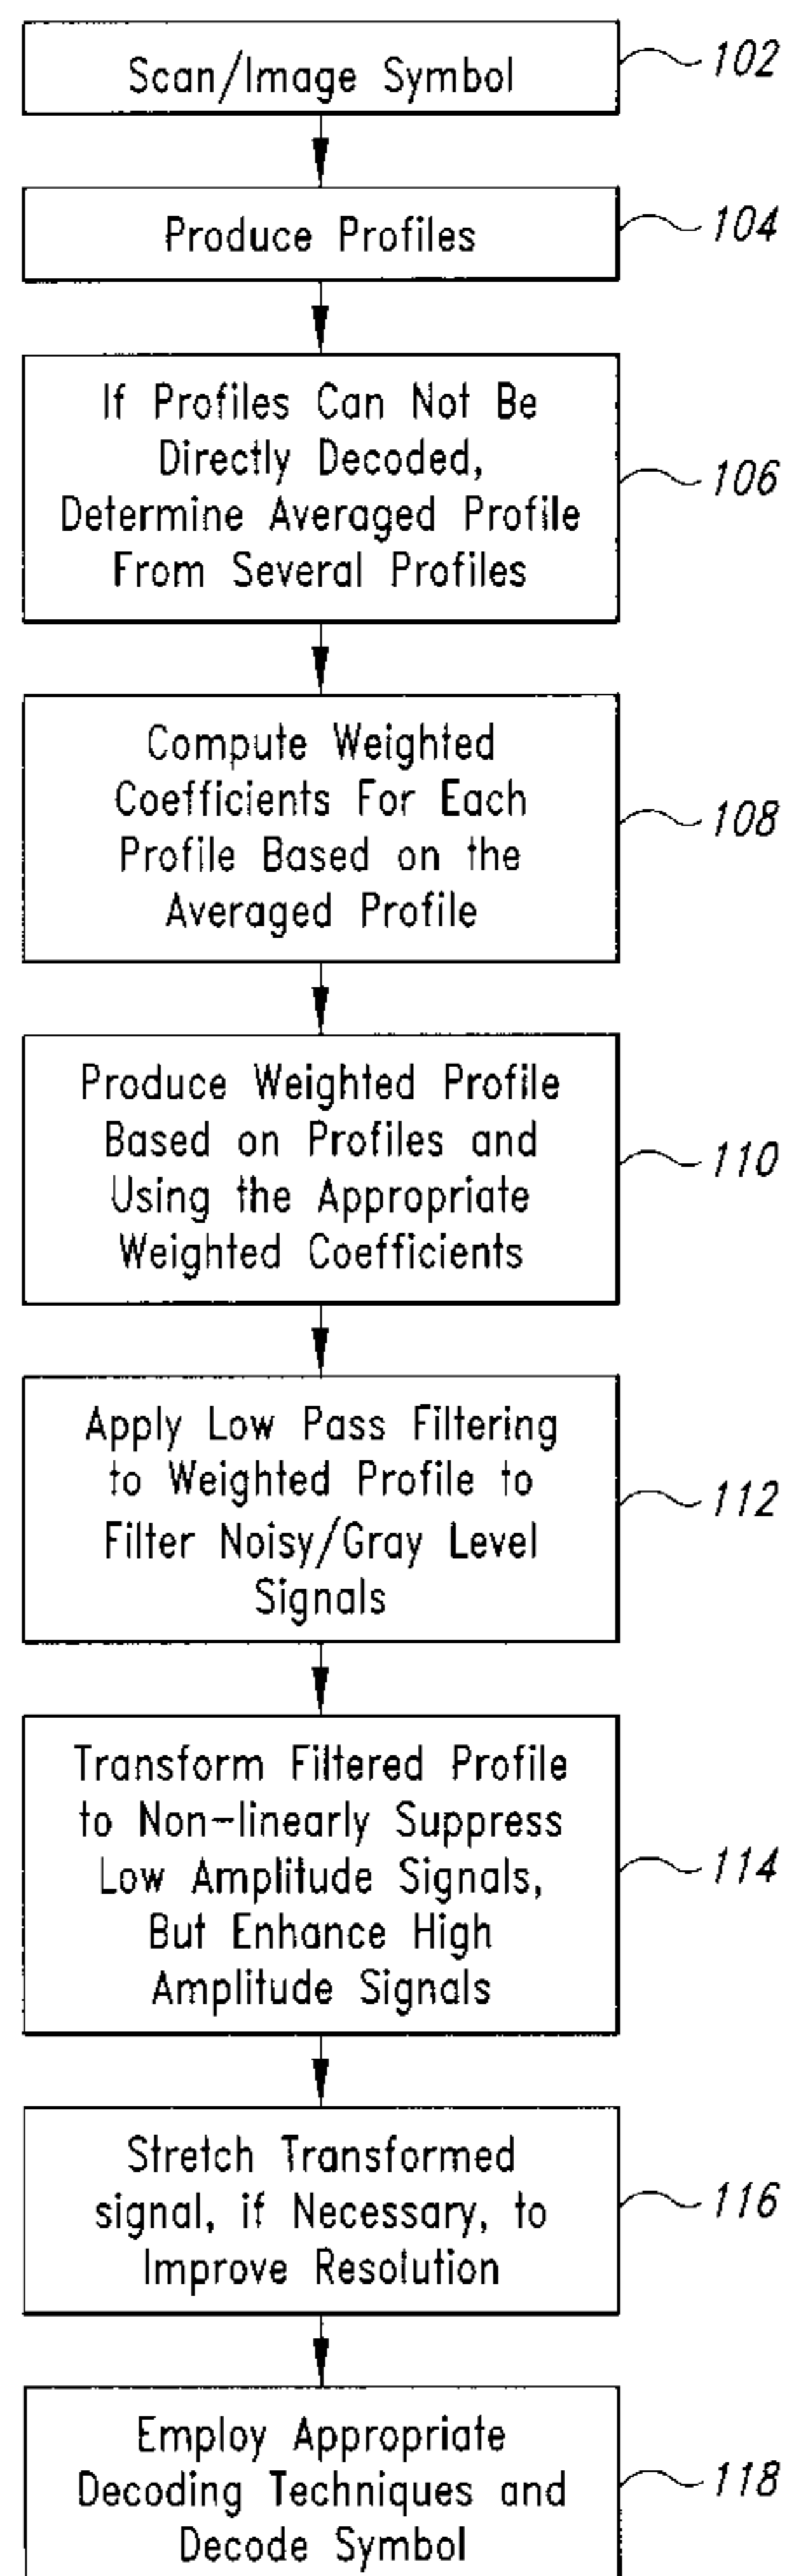 Scan/Image Symbol
102
Produce Profiles
104
If Profiles Can Not Be
Directly Decoded,
Determine Averaged Profile
From Several Profiles
106
Compute Weighted
Coefficients For Each
Profile Based on the
Averaged Profile
108
Produce Weighted Profile
Based on Profiles and
Using the Appropriate
Weighted Coefficients
110
Apply Low Pass Filtering
to Weighted Profile to
Filter Noisy/Gray Level
Signals
112
Transform Filtered Profile
to Non-linearly Suppress
Low Amplitude Signals,
But Enhance High
Amplitude Signals
114
Stretch Transformed
signal, if Necessary, to
Improve Resolution
116
Employ Appropriate
Decoding Techniques and
Decode Symbol
118